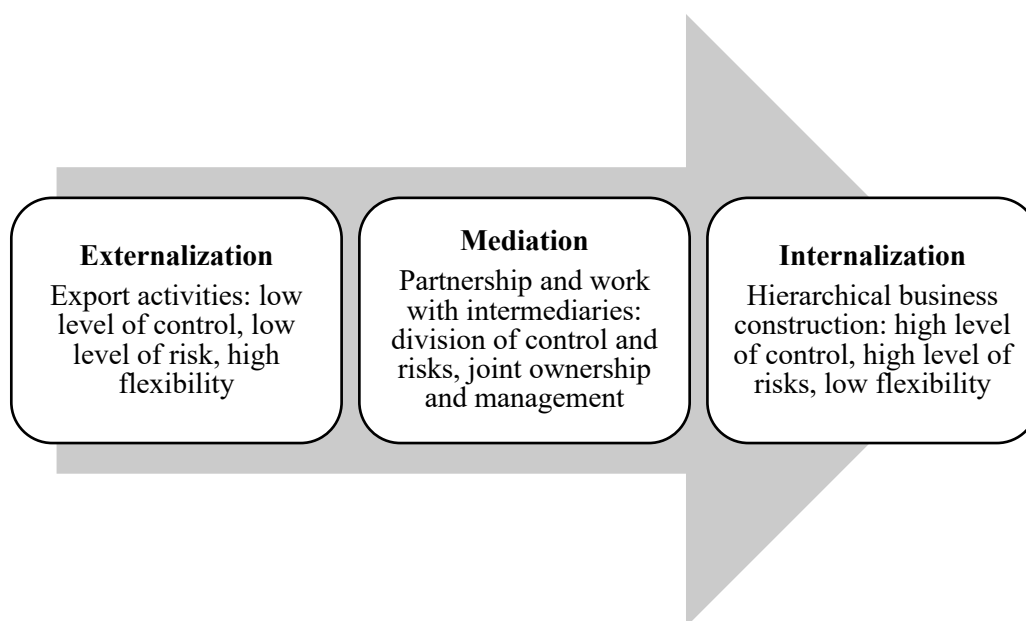 Externalization
Export activities: low
level of control, low
level of risk, high
flexibility
Mediation
Partnership and work
with intermediaries:
division of control and
risks, joint ownership
and management
Internalization
Hierarchical business
construction: high level
of control, high level of
risks, low flexibility